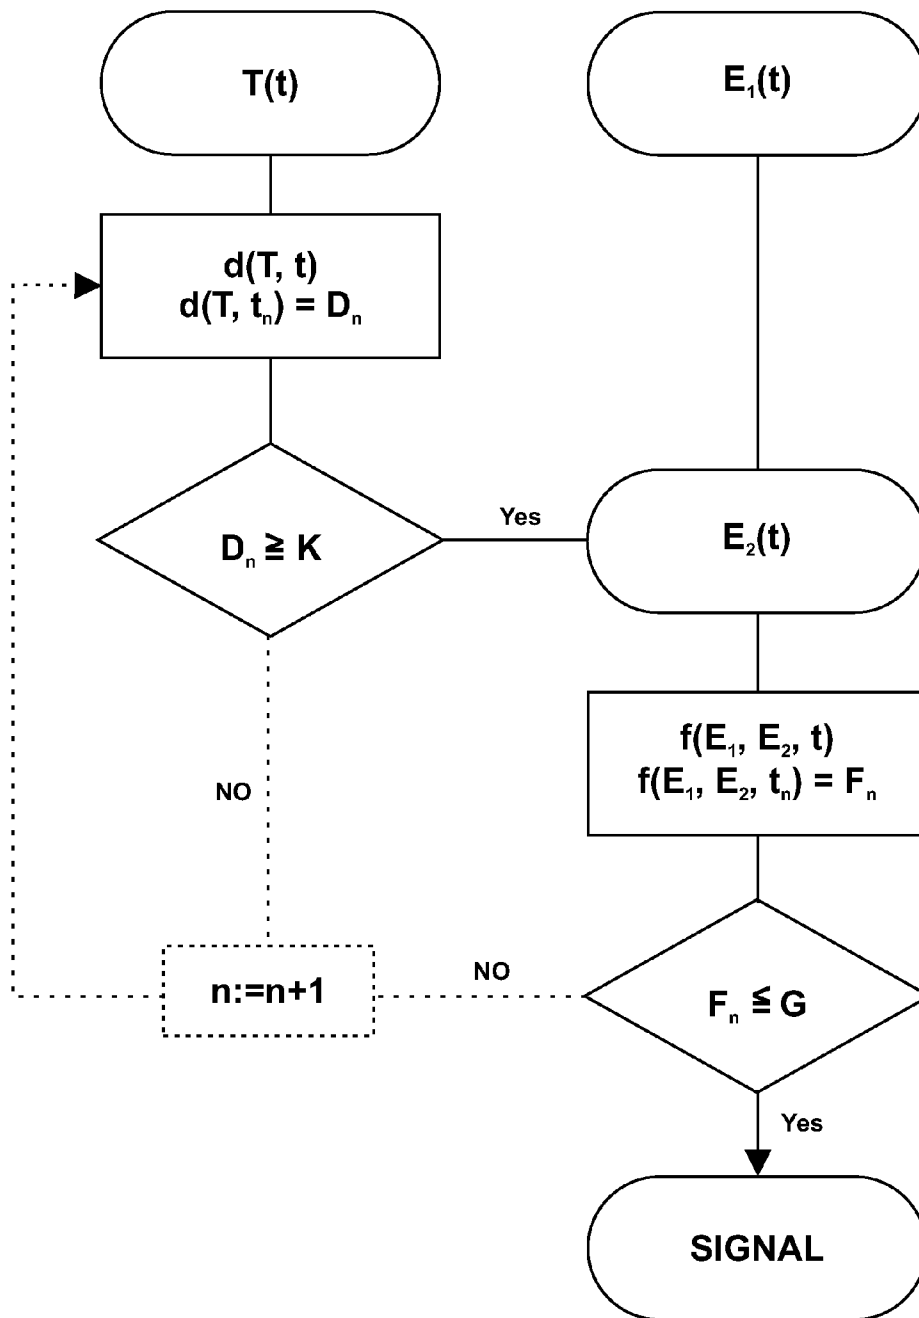 T(t)
E₁(t)
d(T, t)
d(T, tₙ) = Dₙ
Dₙ ≧ K
Yes
E₂(t)
f(E₁, E₂, t)
f(E₁, E₂, tₙ) = Fₙ
NO
n:=n+1
NO
Fₙ ≦ G
Yes
SIGNAL